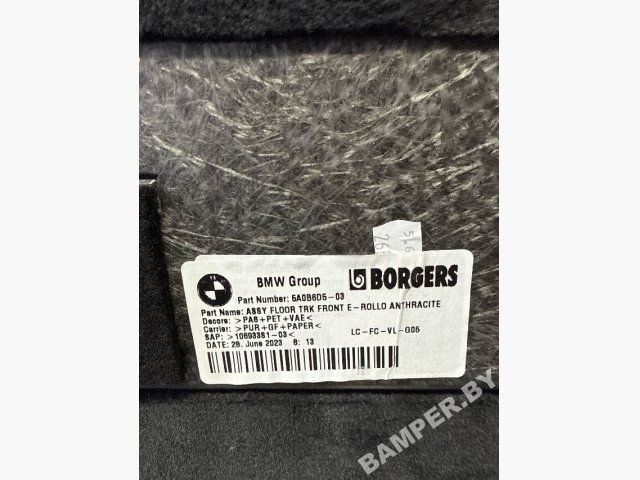 BMW Group BORGERS
Part Number: 5A0B6D5-03
Part Name: ASSY FLOOR TRK FRONT E-ROLLO ANTHRACITE
Decore: >PA6+PET+VAE<
Carrier: >PUR+GF+PAPER< LC-FC-VL-G05
SAP: >10693381-03<
DATE: 28. June 2023 8: 13
BAMPER.BY